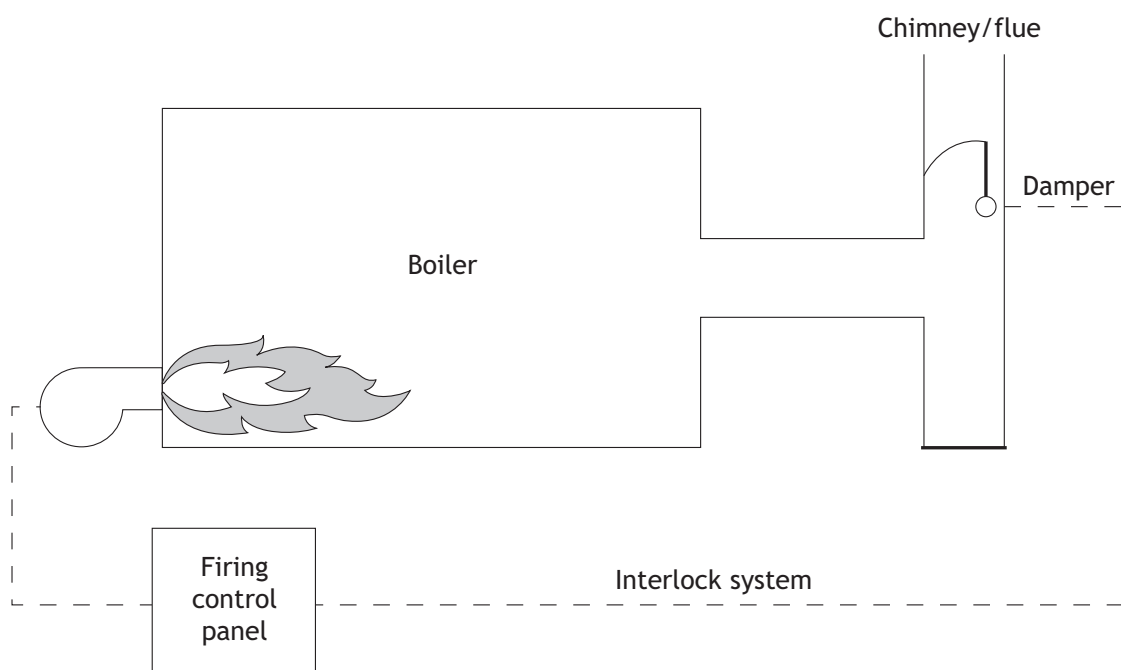 Chimney/flue
Damper
Boiler
Firing
control
panel
Interlock system